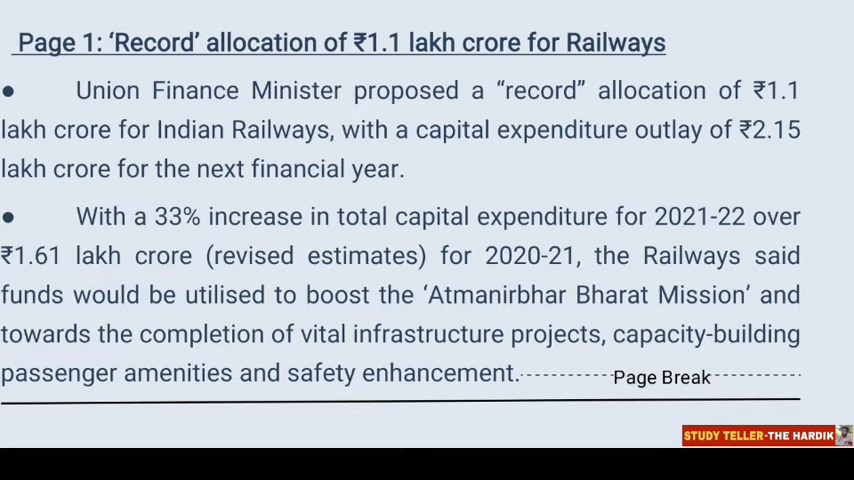 Page 1: ‘Record’ allocation of ₹1.1 lakh crore for Railways
● Union Finance Minister proposed a “record” allocation of ₹1.1
lakh crore for Indian Railways, with a capital expenditure outlay of ₹2.15
lakh crore for the next financial year.
● With a 33% increase in total capital expenditure for 2021-22 over
₹1.61 lakh crore (revised estimates) for 2020-21, the Railways said
funds would be utilised to boost the ‘Atmanirbhar Bharat Mission’ and
towards the completion of vital infrastructure projects, capacity-building
passenger amenities and safety enhancement.
Page Break
STUDY TELLER-THE HARDIK